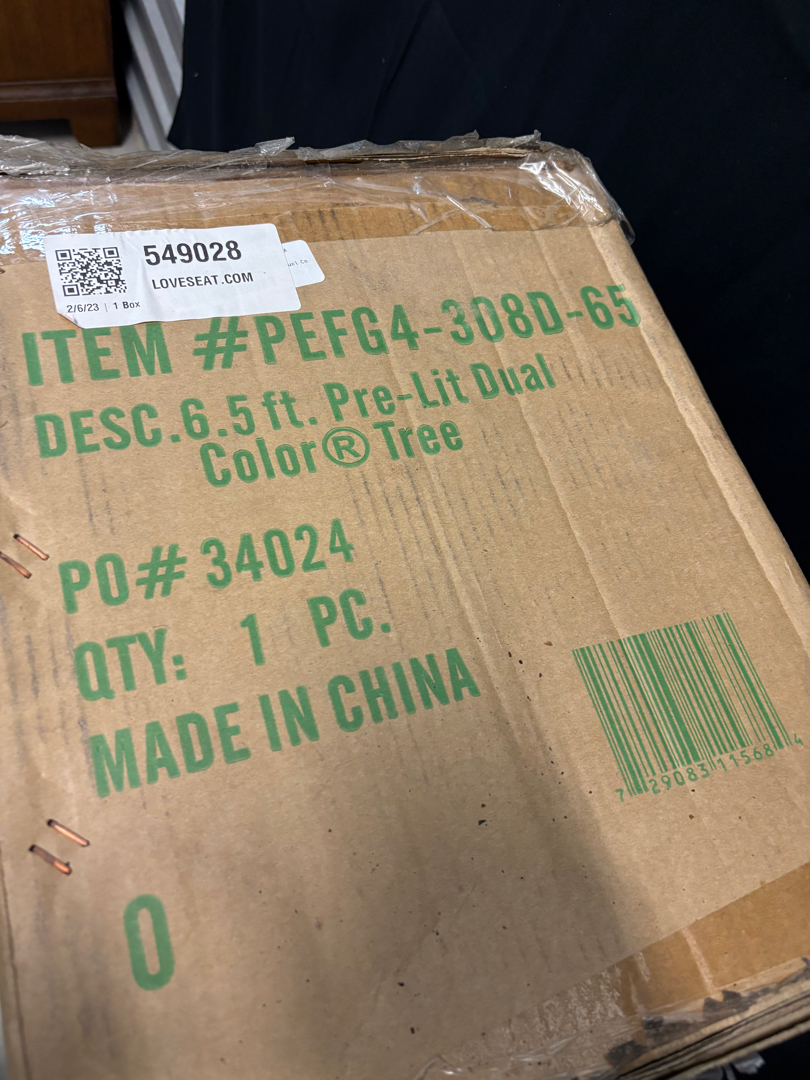 549028
LOVESEAT.COM
2/6/23 | 1 Box
ITEM #PEFG4-308D-65
DESC.6.5 ft. Pre-Lit Dual
Color® Tree
PO# 34024
QTY: 1 PC.
MADE IN CHINA
7 29083 11568 4
0